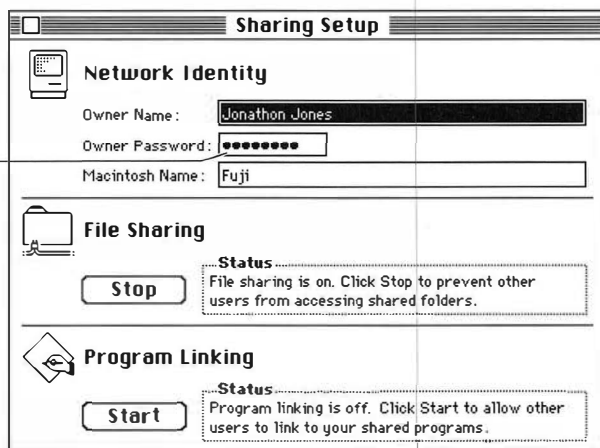 Sharing Setup
Network Identity
Owner Name: Jonathon Jones
Owner Password: ••••••••
Macintosh Name: Fuji
File Sharing
Status
Stop
File sharing is on. Click Stop to prevent other
users from accessing shared folders.
Program Linking
Status
Start
Program linking is off. Click Start to allow other
users to link to your shared programs.